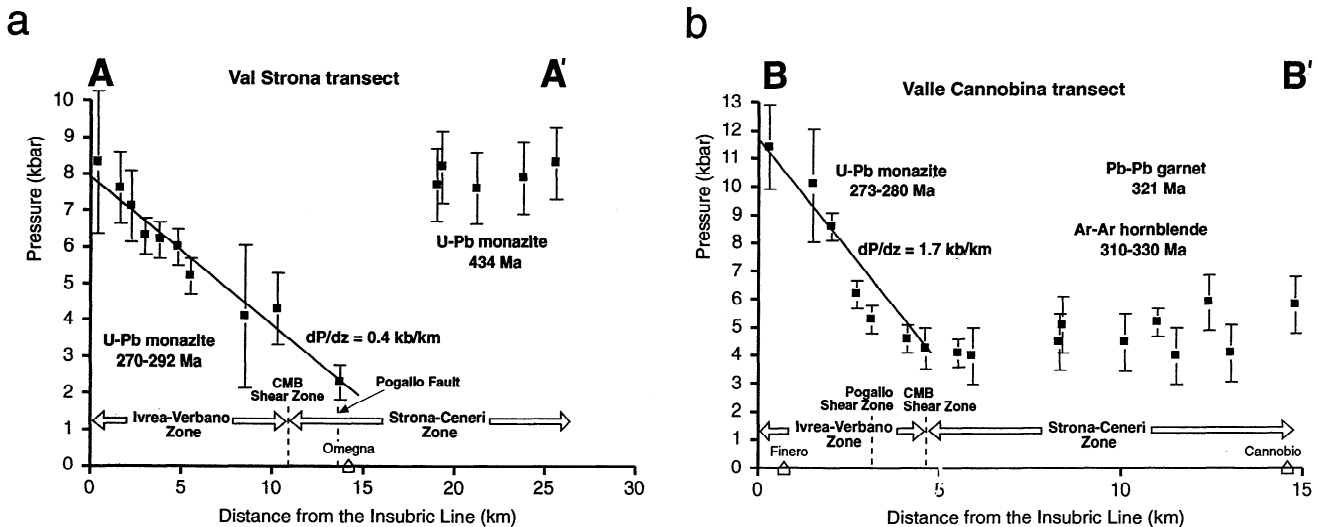 a
A
Val Strona transect
A'
Pressure (kbar)
10
9
8
7
6
5
4
3
2
1
0
U-Pb monazite
434 Ma
dP/dz = 0.4 kb/km
U-Pb monazite
270-292 Ma
CMB
Shear Zone
Pogallo Fault
Ivrea-Verbano
Zone
Strona-Ceneri
Zone
Omegna
0
5
10
15
20
25
30
Distance from the Insubric Line (km)
b
B
Valle Cannobina transect
B'
Pressure (kbar)
13
12
11
10
9
8
7
6
5
4
3
2
1
0
U-Pb monazite
273-280 Ma
Pb-Pb garnet
321 Ma
Ar-Ar hornblende
310-330 Ma
dP/dz = 1.7 kb/km
Pogallo
Shear Zone
CMB
Shear Zone
Ivrea-Verbano
Zone
Strona-Ceneri
Zone
Finero
Cannobio
0
5
10
15
Distance from the Insubric Line (km)